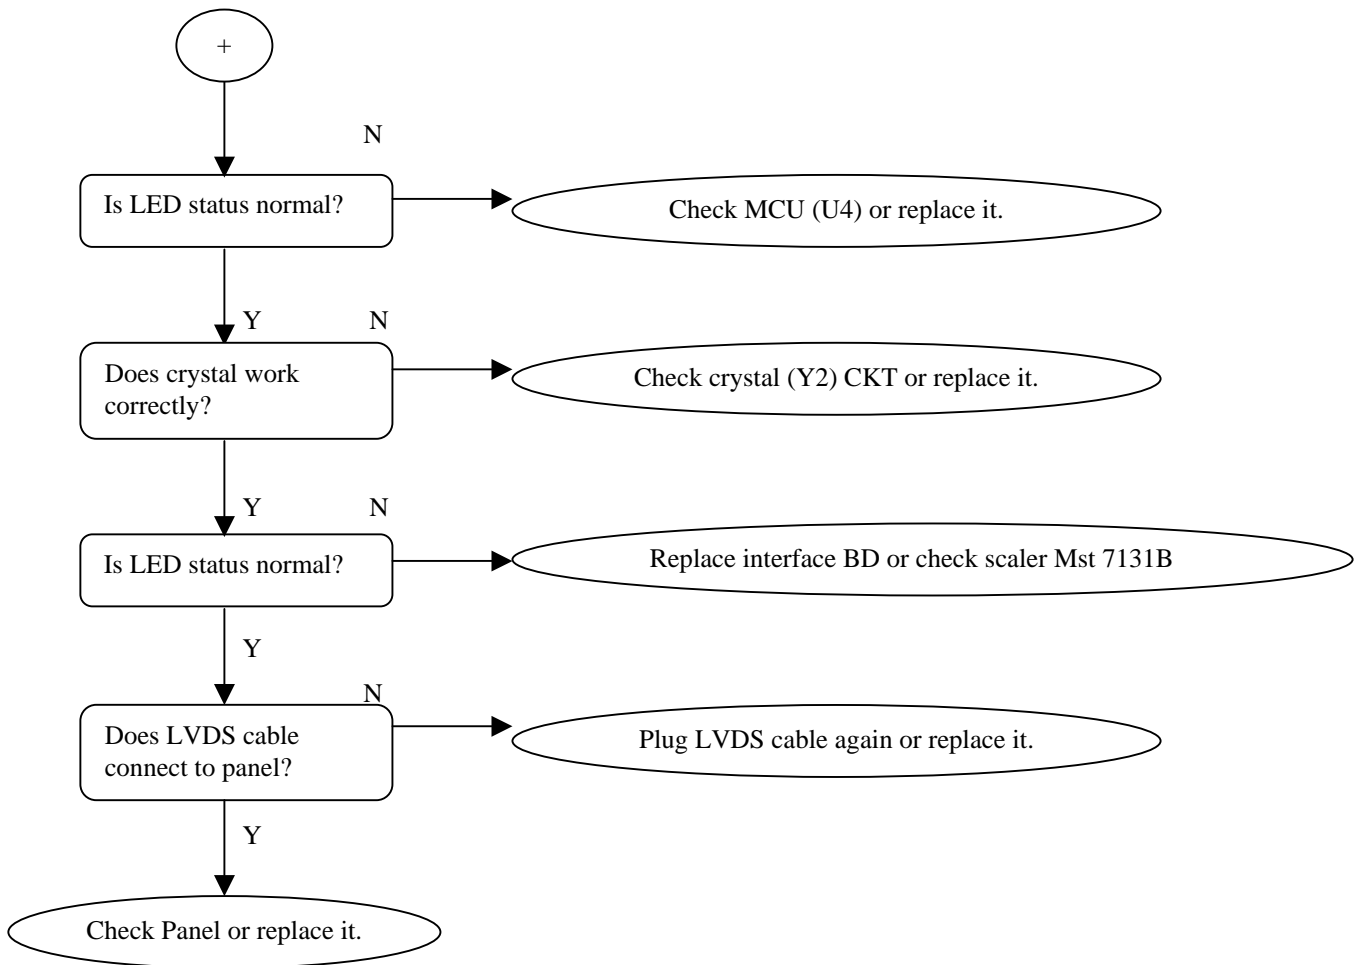 +
N
Is LED status normal?
Check MCU (U4) or replace it.
Y
N
Does crystal work
correctly?
Check crystal (Y2) CKT or replace it.
Y
N
Is LED status normal?
Replace interface BD or check scaler Mst 7131B
Y
N
Does LVDS cable
connect to panel?
Plug LVDS cable again or replace it.
Y
Check Panel or replace it.